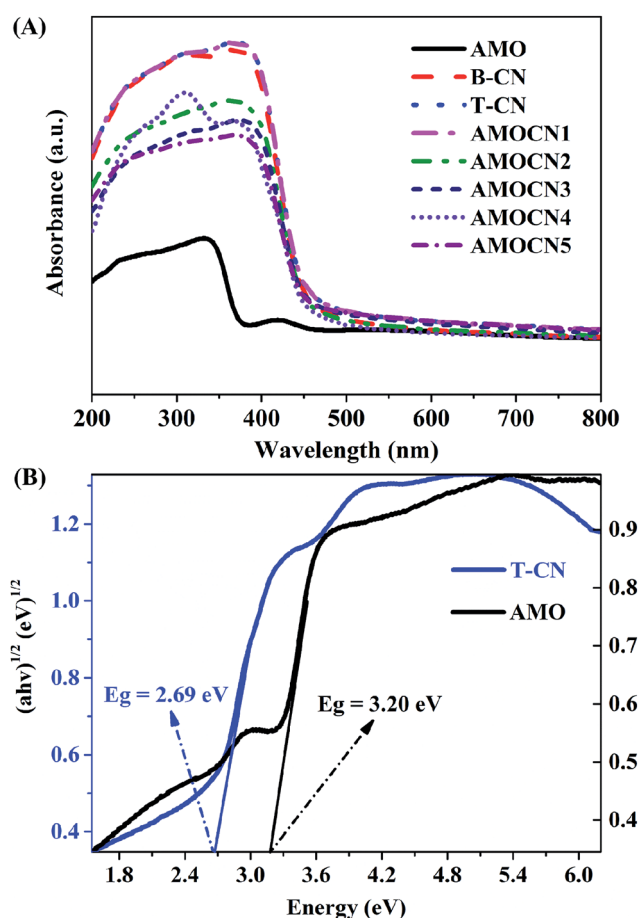 (A)
Absorbance (a.u.)
AMO
B-CN
T-CN
AMOCN1
AMOCN2
AMOCN3
AMOCN4
AMOCN5
200 300 400 500 600 700 800
Wavelength (nm)
(B)
(ahv)1/2 (eV)1/2
1.2
1.0
0.8
0.6
0.4
T-CN
AMO
Eg = 2.69 eV
Eg = 3.20 eV
0.9
0.8
0.7
0.6
0.5
0.4
1.8 2.4 3.0 3.6 4.2 4.8 5.4 6.0
Energy (eV)